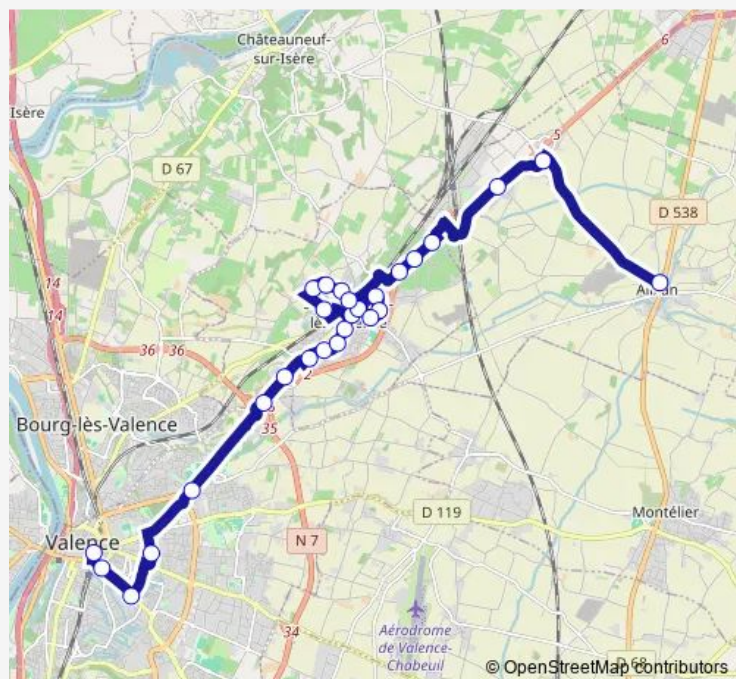 Châteauneuf-
sur-Isère
6
Isère
5
D 67
D 538
14
14
36
36
2
35
Bourg-lès-Valence
D 119
Montélier
Valence
N 7
34
Aérodrome
de Valence-
Chabeuil
D 68
© OpenStreetMap contributors